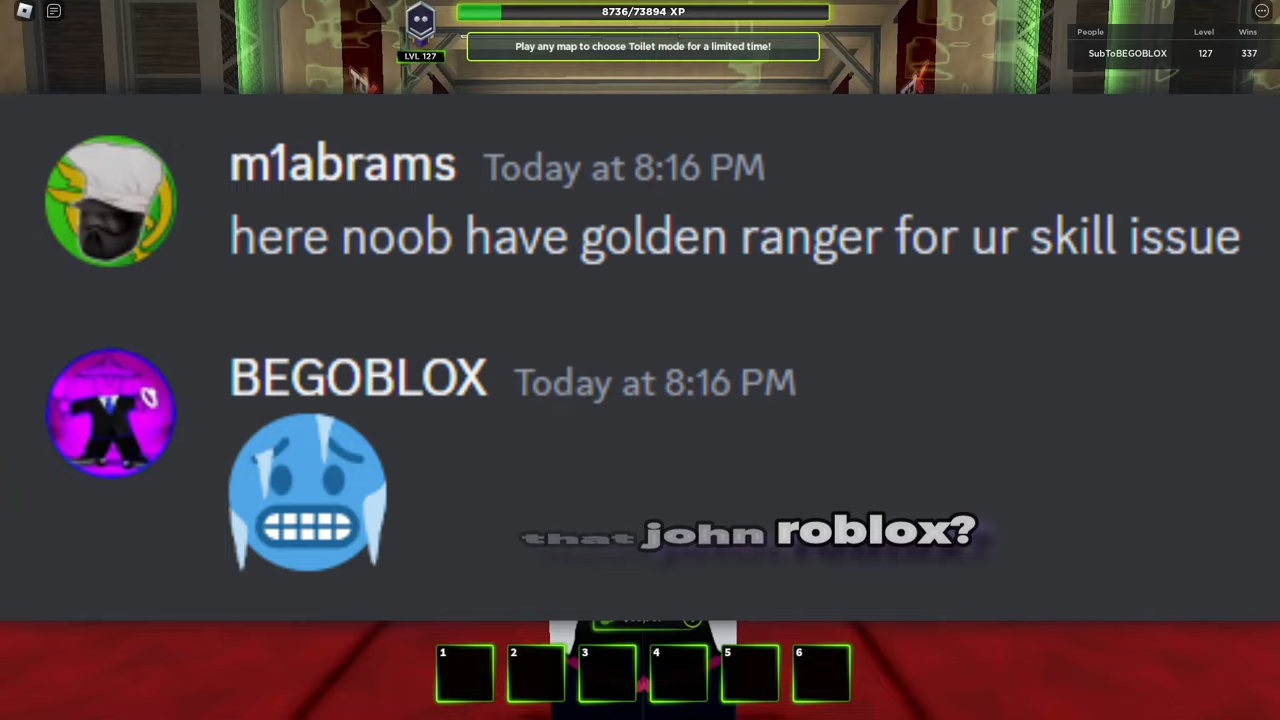 8736/73894 XP
LVL 127
Play any map to choose Toilet mode for a limited time!
People Level Wins
SubToBEGOBLOX 127 337
m1abrams Today at 8:16 PM
here noob have golden ranger for ur skill issue
BEGOBLOX Today at 8:16 PM
that john roblox?
1 2 3 4 5 6